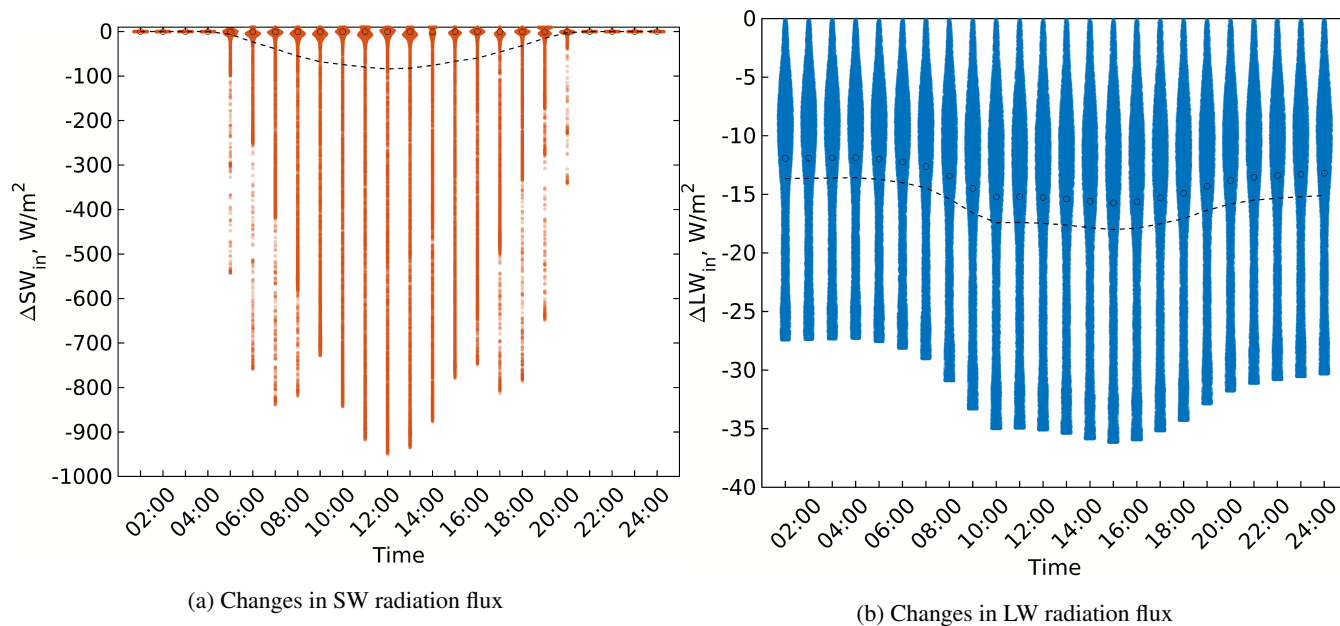 0
-100
-200
-300
-400
-500
-600
-700
-800
-900
-1000
ΔSW_in, W/m²
02:00 04:00 06:00 08:00 10:00 12:00 14:00 16:00 18:00 20:00 22:00 24:00
Time
(a) Changes in SW radiation flux
0
-5
-10
-15
-20
-25
-30
-35
-40
ΔLW_in, W/m²
02:00 04:00 06:00 08:00 10:00 12:00 14:00 16:00 18:00 20:00 22:00 24:00
Time
(b) Changes in LW radiation flux